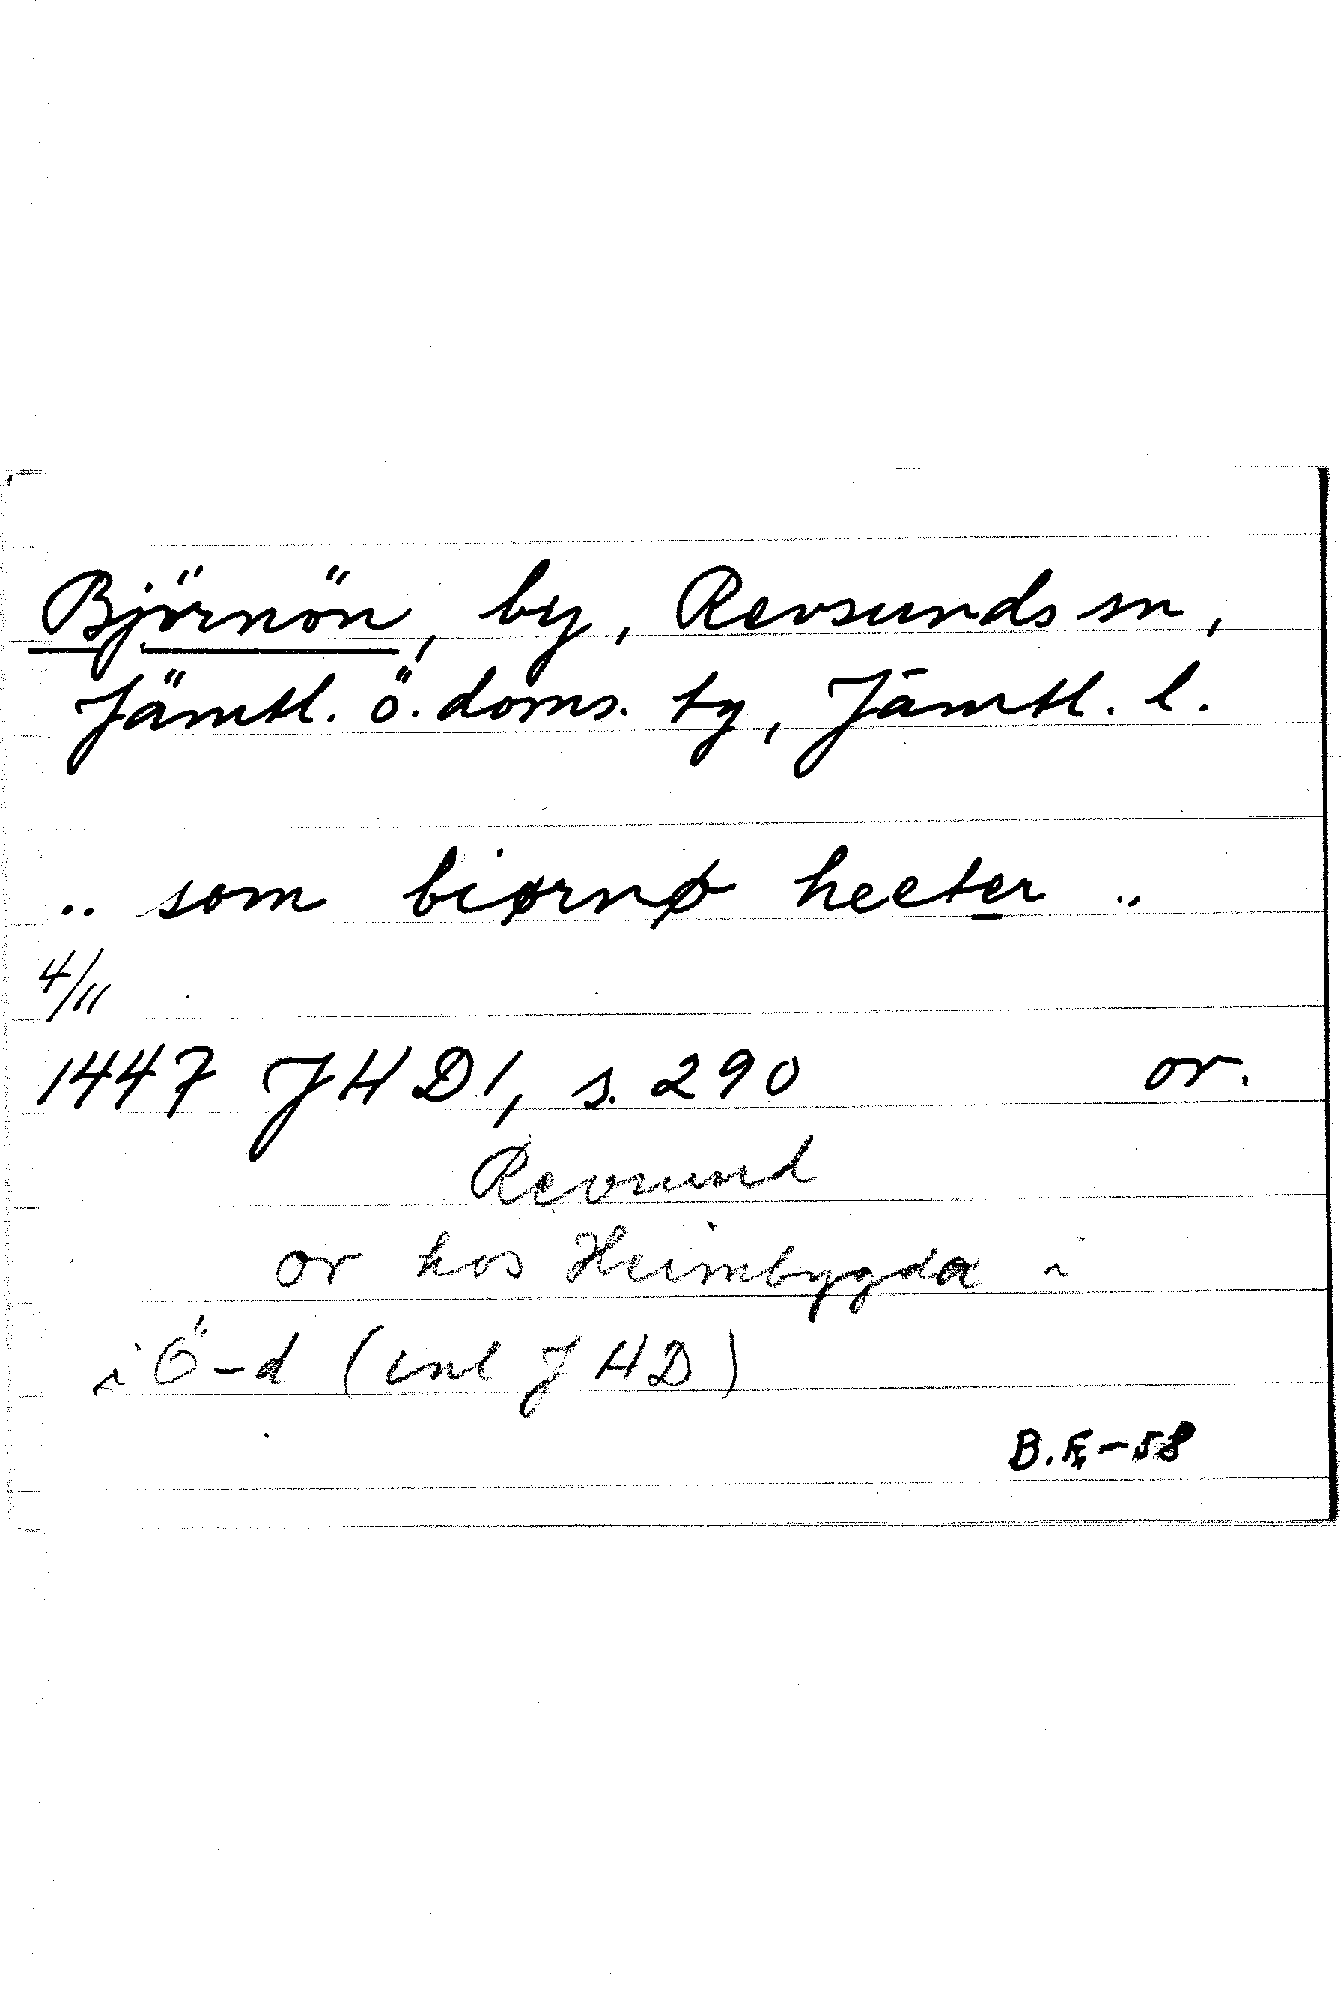 Björnön, by, Revsunds sn,
Jämtl. ö. doms. tg, Jämtl. l.
.. som biørnø heeter ..
4/11
1447 JHD1, s. 290 or.
Revsund
or hos Heimbygda i
i Ö-d (enl JHD)
B.F.-58